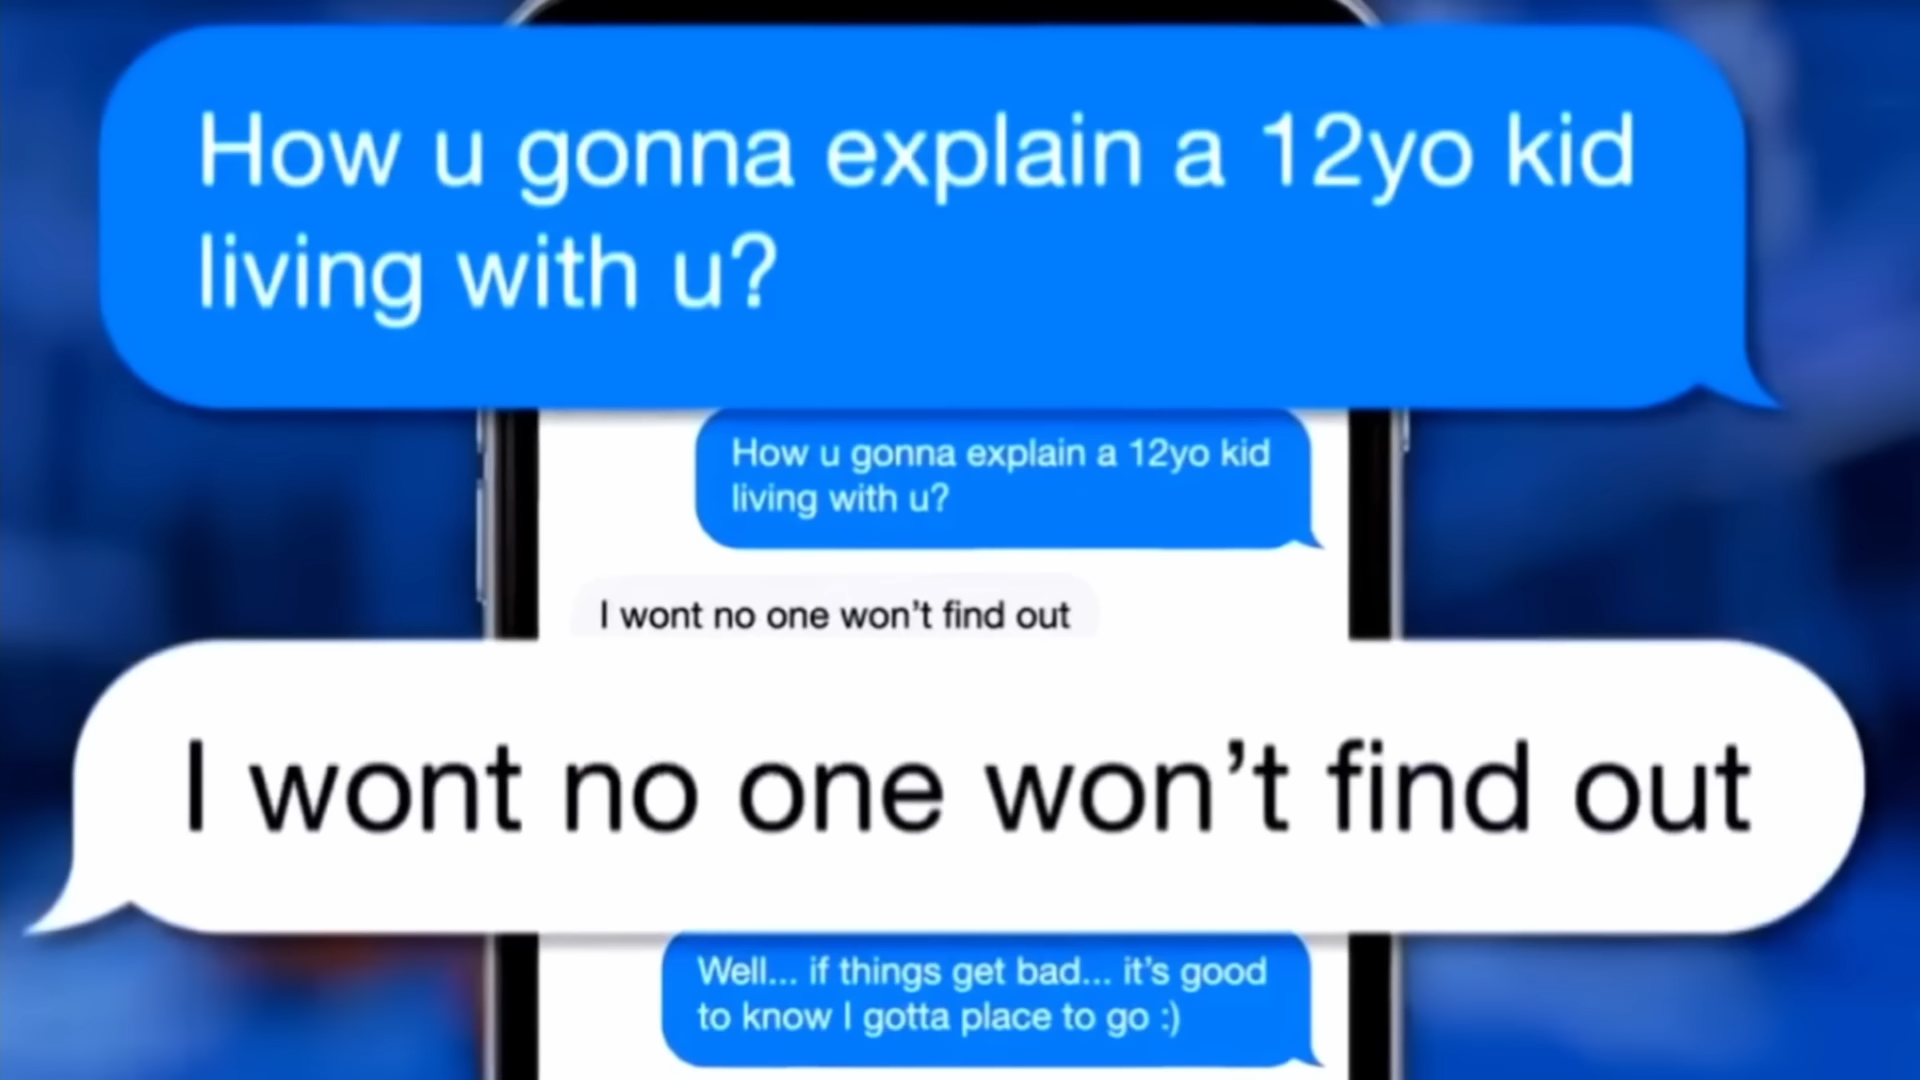 How u gonna explain a 12yo kid
living with u?
How u gonna explain a 12yo kid
living with u?
I wont no one won't find out
I wont no one won’t find out
Well... if things get bad... it’s good
to know I gotta place to go :)